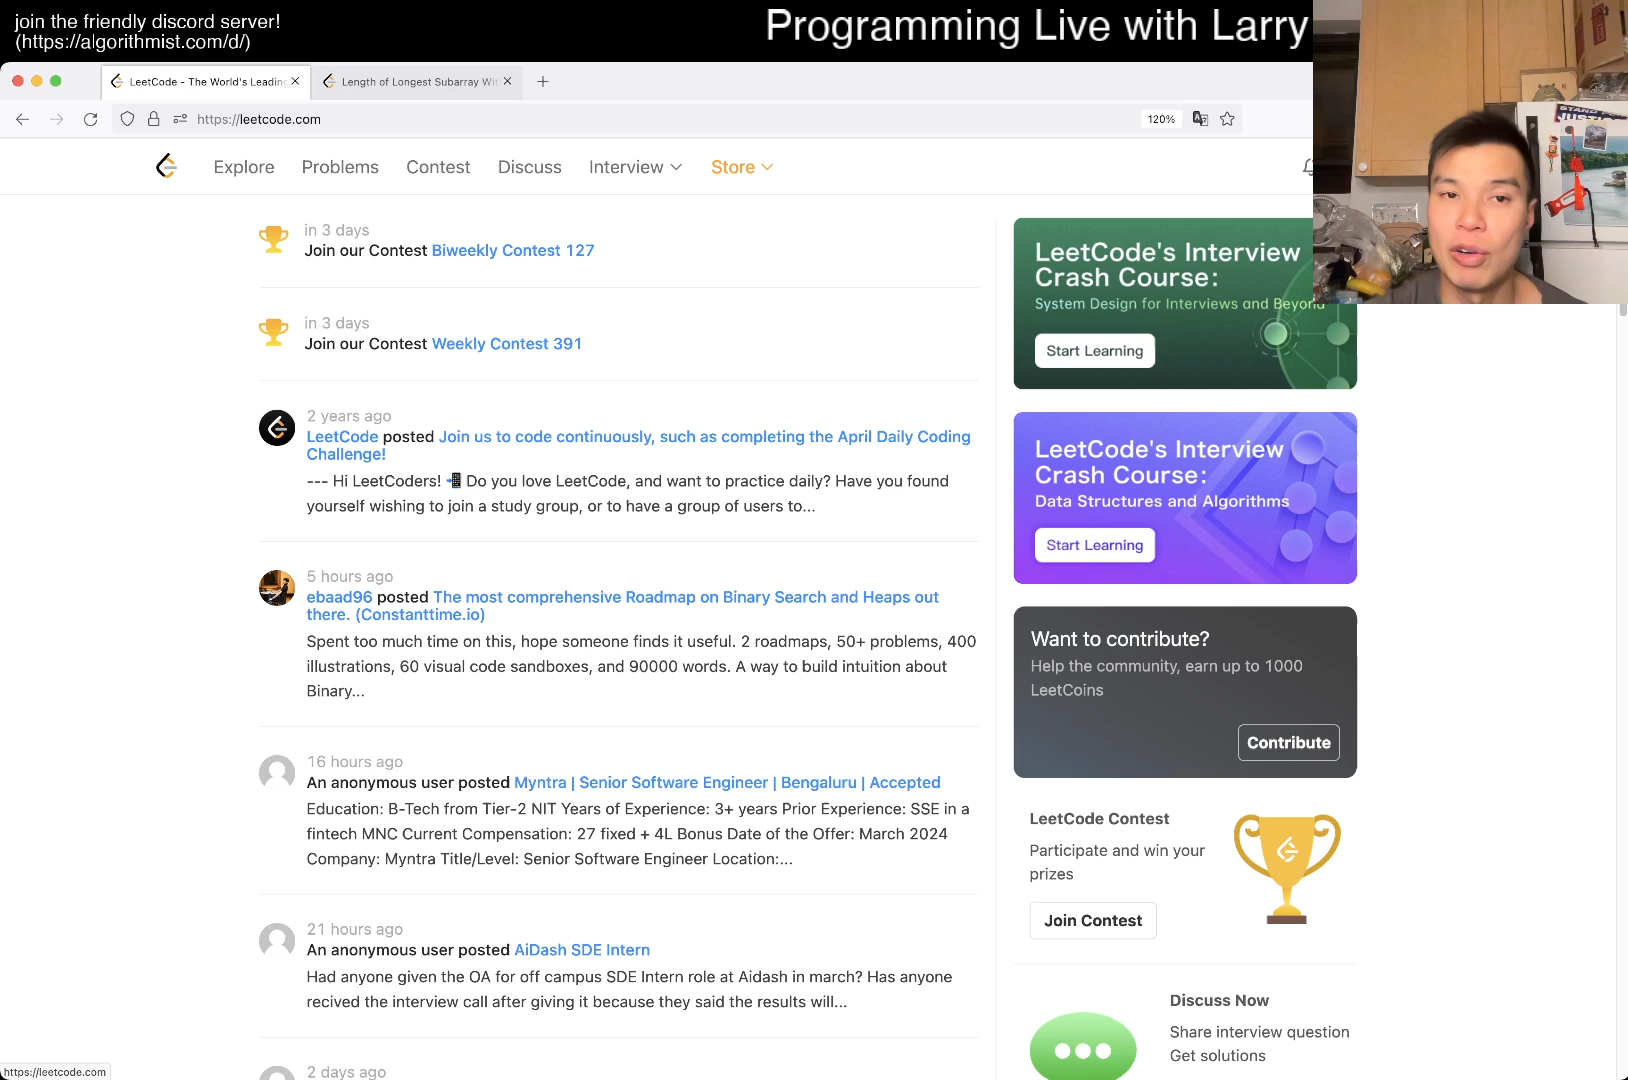 join the friendly discord server!
(https://algorithmist.com/d/)
Programming Live with Larry
LeetCode - The World's Leading
Length of Longest Subarray Wit
https://leetcode.com
120%
Explore
Problems
Contest
Discuss
Interview
Store
in 3 days
Join our Contest Biweekly Contest 127
in 3 days
Join our Contest Weekly Contest 391
2 years ago
LeetCode posted Join us to code continuously, such as completing the April Daily Coding
Challenge!
--- Hi LeetCoders! 📲 Do you love LeetCode, and want to practice daily? Have you found
yourself wishing to join a study group, or to have a group of users to...
5 hours ago
ebaad96 posted The most comprehensive Roadmap on Binary Search and Heaps out
there. (Constanttime.io)
Spent too much time on this, hope someone finds it useful. 2 roadmaps, 50+ problems, 400
illustrations, 60 visual code sandboxes, and 90000 words. A way to build intuition about
Binary...
16 hours ago
An anonymous user posted Myntra | Senior Software Engineer | Bengaluru | Accepted
Education: B-Tech from Tier-2 NIT Years of Experience: 3+ years Prior Experience: SSE in a
fintech MNC Current Compensation: 27 fixed + 4L Bonus Date of the Offer: March 2024
Company: Myntra Title/Level: Senior Software Engineer Location:...
21 hours ago
An anonymous user posted AiDash SDE Intern
Had anyone given the OA for off campus SDE Intern role at Aidash in march? Has anyone
recived the interview call after giving it because they said the results will...
2 days ago
LeetCode's Interview
Crash Course:
System Design for Interviews and Beyond
Start Learning
LeetCode's Interview
Crash Course:
Data Structures and Algorithms
Start Learning
Want to contribute?
Help the community, earn up to 1000
LeetCoins
Contribute
LeetCode Contest
Participate and win your
prizes
Join Contest
Discuss Now
Share interview question
Get solutions
https://leetcode.com